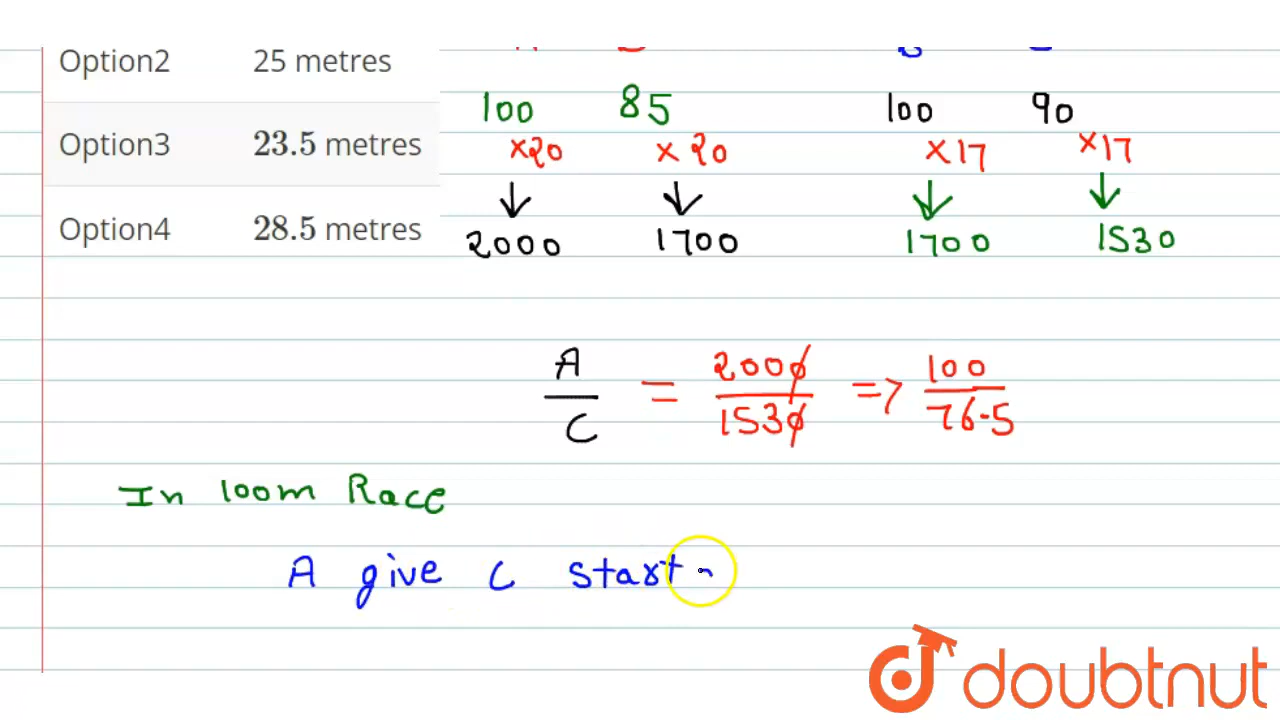 Option2 25 metres
Option3 23.5 metres
Option4 28.5 metres
100 85 100 90
×20 × 20 ×17 ×17
↓ ↓ ↓ ↓
2000 1700 1700 1530
A/C = 2000/1530 => 100/76.5
In 100m Race
A give C start
doubtnut